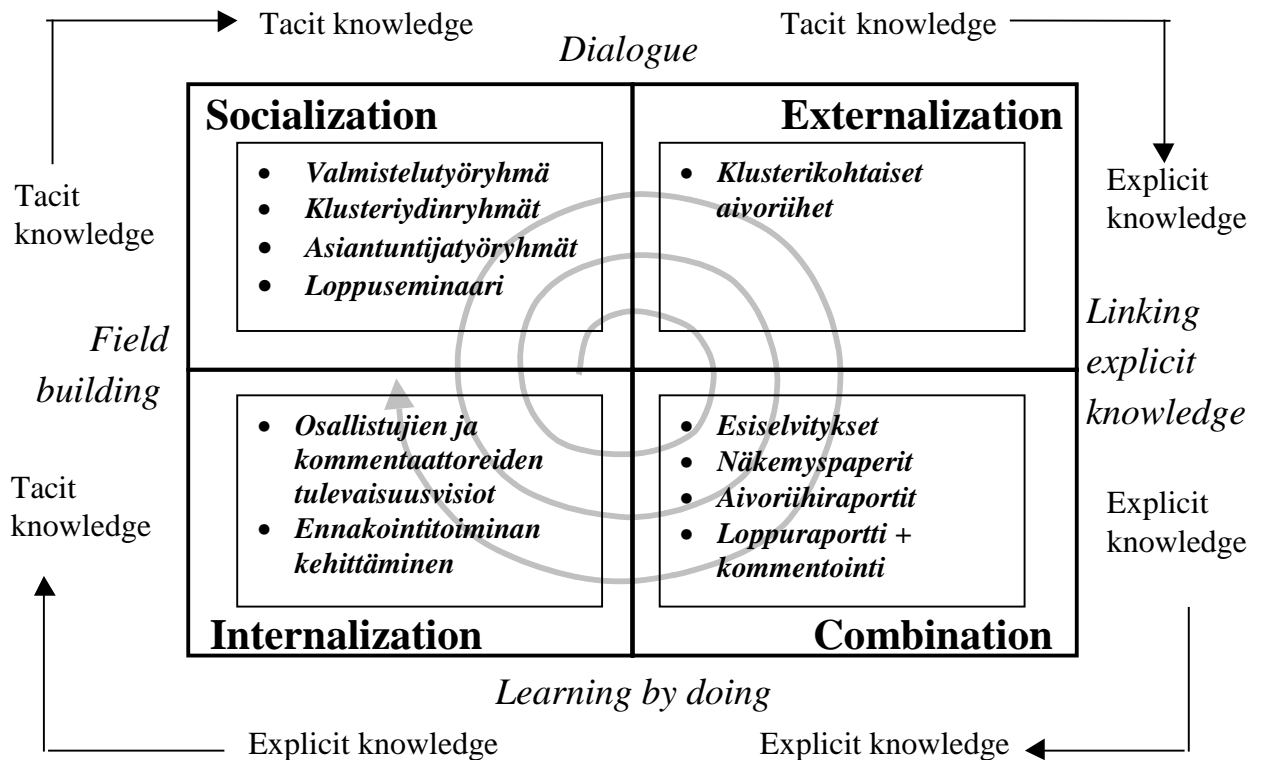 Tacit knowledge
Tacit knowledge
Dialogue
Socialization
Externalization
• Valmistelutyöryhmä
• Klusteriydinryhmät
• Asiantuntijatyöryhmät
• Loppuseminaari
• Klusterikohtaiset
aivoriihet
Tacit
knowledge
Explicit
knowledge
Field
building
Linking
explicit
knowledge
• Osallistujien ja
kommentaattoreiden
tulevaisuusvisiot
• Ennakointitoiminan
kehittäminen
• Esiselvitykset
• Näkemyspaperit
• Aivoriihiraportit
• Loppuraportti +
kommentointi
Tacit
knowledge
Explicit
knowledge
Internalization
Combination
Learning by doing
Explicit knowledge
Explicit knowledge